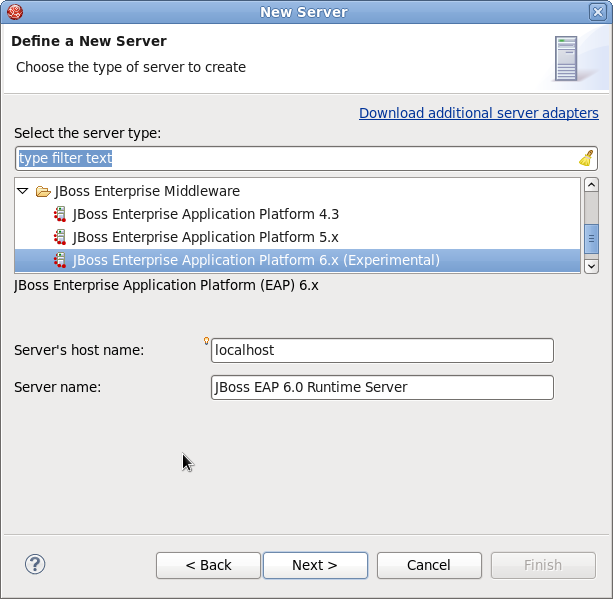 New Server
Define a New Server
Choose the type of server to create
Download additional server adapters
Select the server type:
type filter text
JBoss Enterprise Middleware
JBoss Enterprise Application Platform 4.3
JBoss Enterprise Application Platform 5.x
JBoss Enterprise Application Platform 6.x (Experimental)
JBoss Enterprise Application Platform (EAP) 6.x
Server's host name: localhost
Server name: JBoss EAP 6.0 Runtime Server
? < Back Next > Cancel Finish